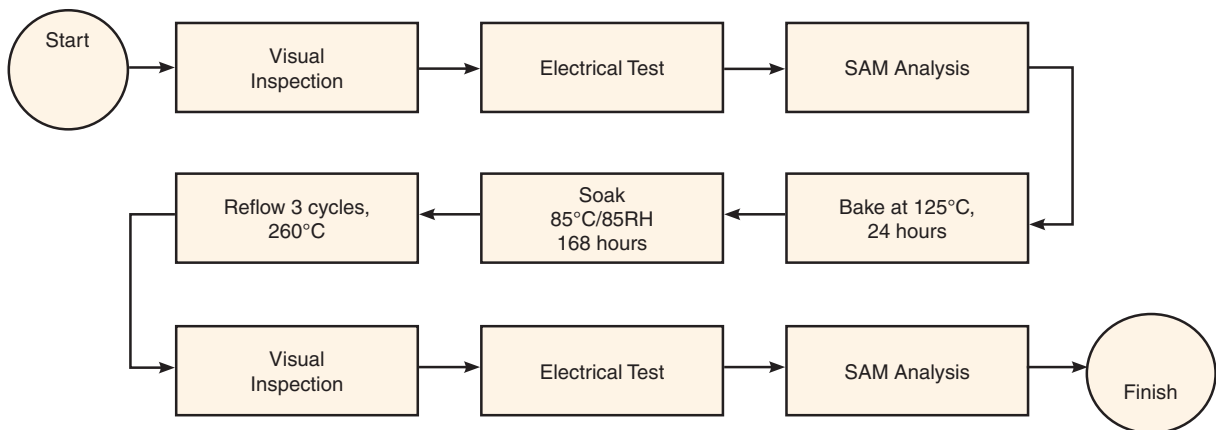 Start
Visual
Inspection
Electrical Test
SAM Analysis
Bake at 125°C,
24 hours
Soak
85°C/85RH
168 hours
Reflow 3 cycles,
260°C
Visual
Inspection
Electrical Test
SAM Analysis
Finish